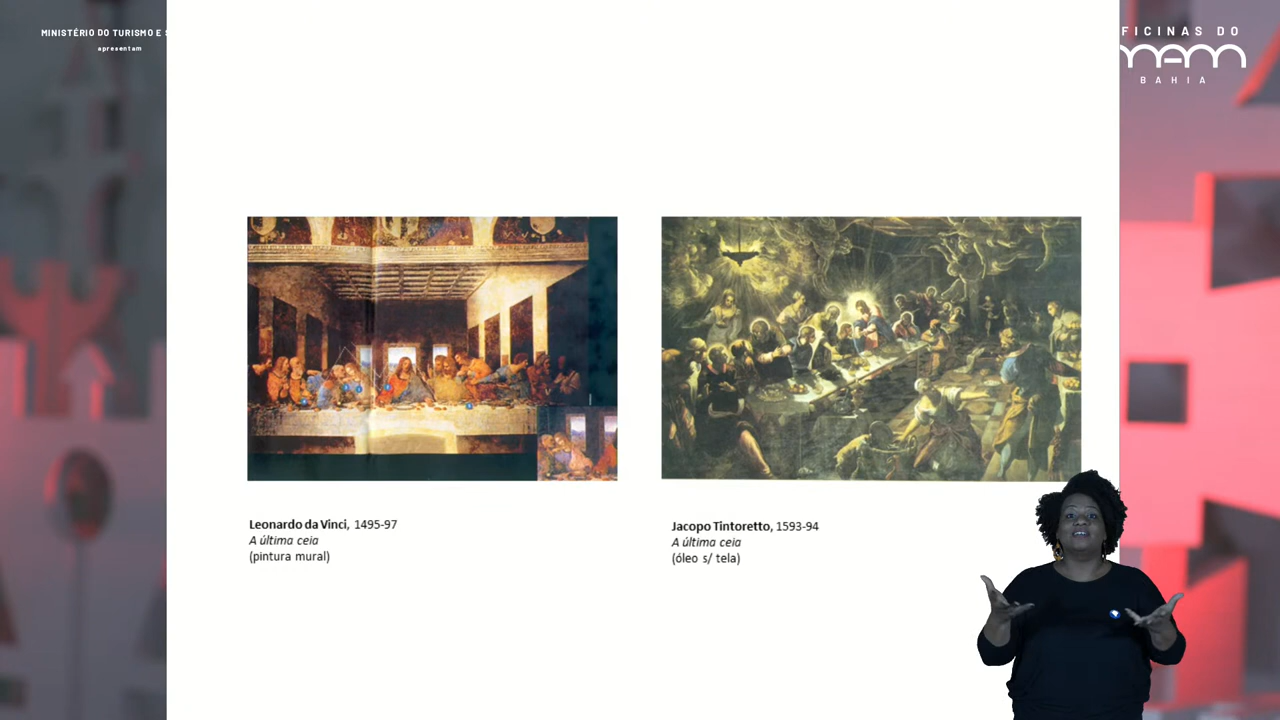 MINISTÉRIO DO TURISMO E
apresentam
FICINAS DO
MAM
BAHIA
Leonardo da Vinci, 1495-97
A última ceia
(pintura mural)
Jacopo Tintoretto, 1593-94
A última ceia
(óleo s/ tela)